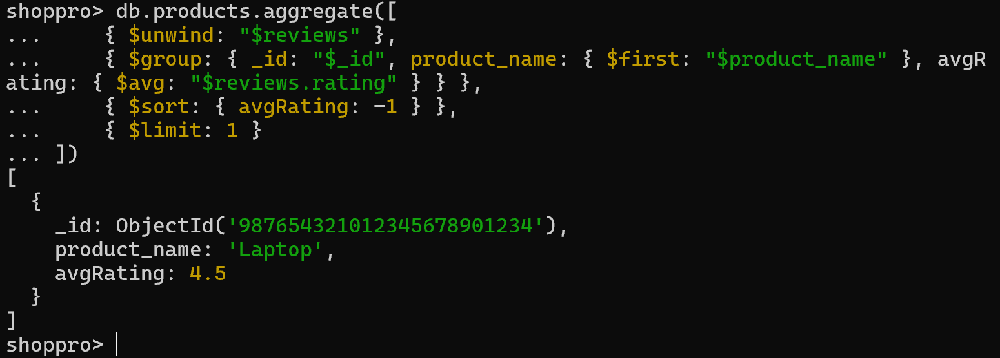 shoppro> db.products.aggregate([
...     { $unwind: "$reviews" },
...     { $group: { _id: "$_id", product_name: { $first: "$product_name" }, avgR
ating: { $avg: "$reviews.rating" } } },
...     { $sort: { avgRating: -1 } },
...     { $limit: 1 }
... ])
[
  {
    _id: ObjectId('987654321012345678901234'),
    product_name: 'Laptop',
    avgRating: 4.5
  }
]
shoppro>